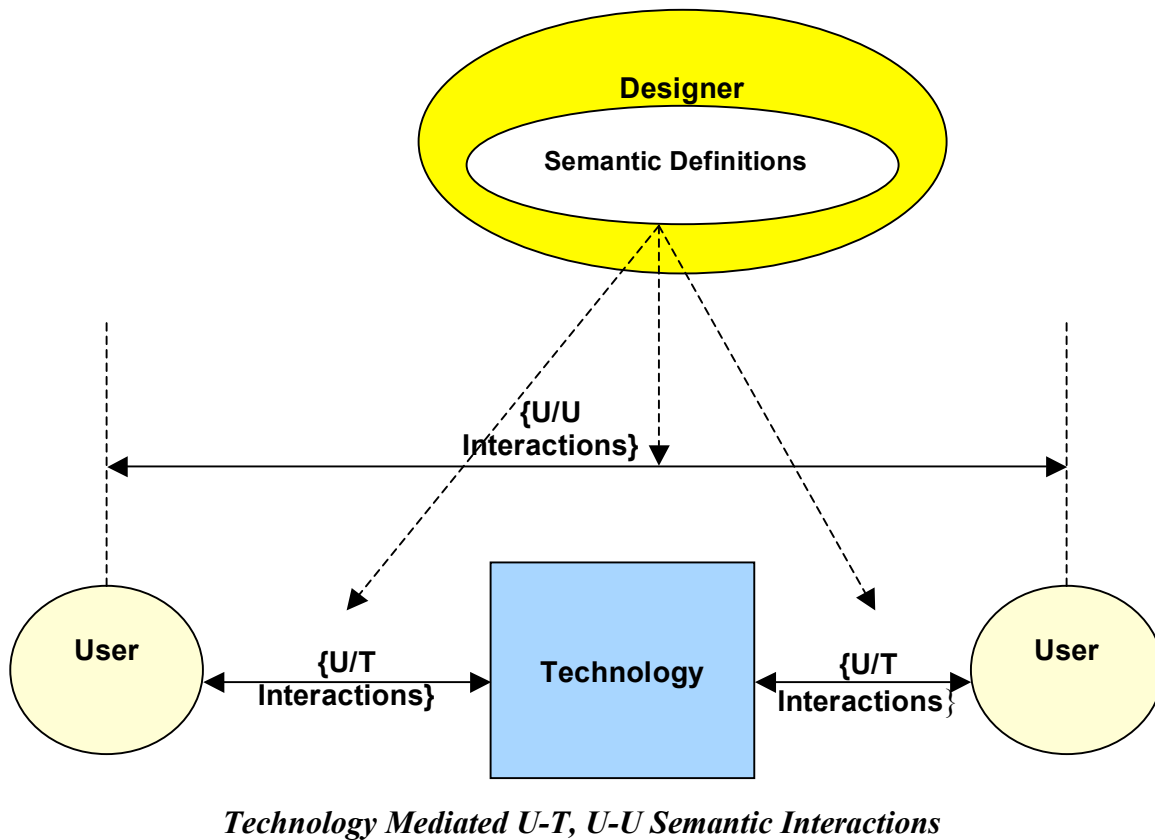 Designer
Semantic Definitions
{U/U
Interactions}
User
{U/T
Interactions}
Technology
{U/T
Interactions}
User
Technology Mediated U-T, U-U Semantic Interactions